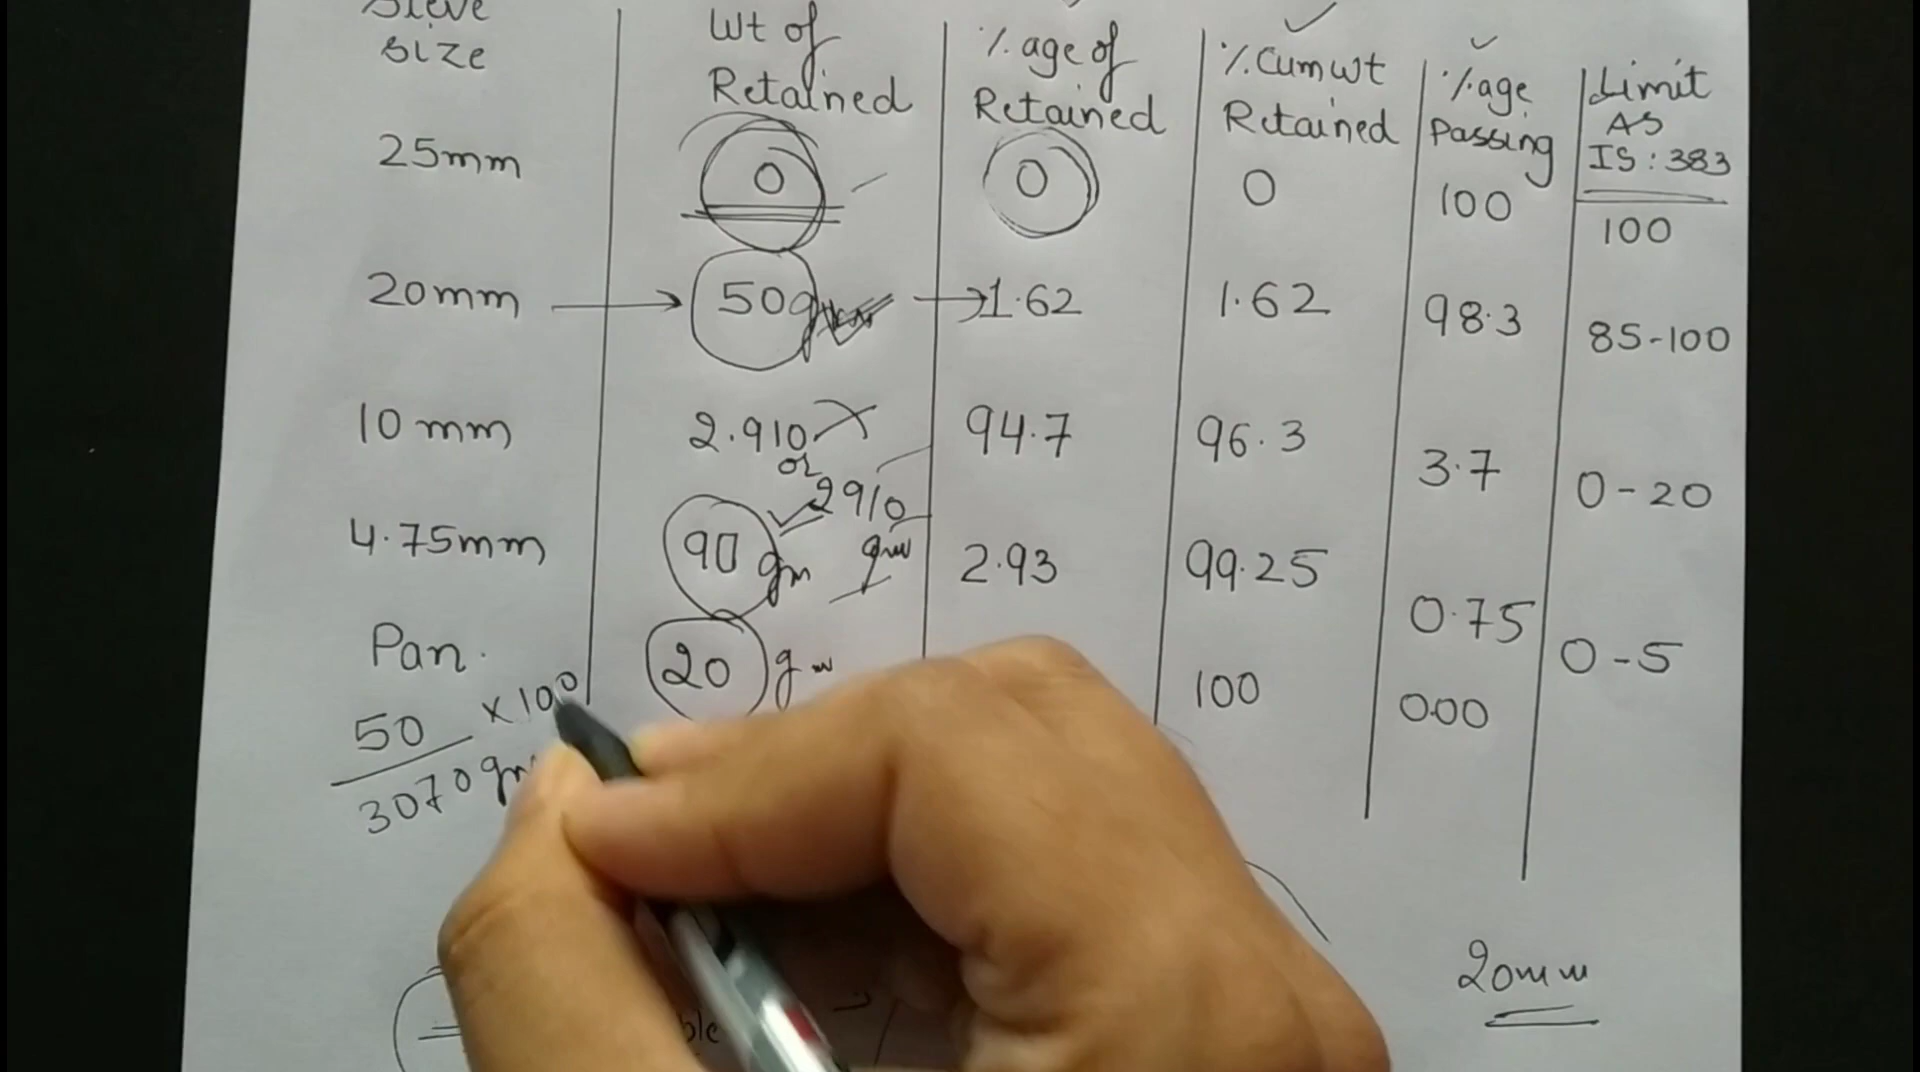 Sieve Size | Wt of Retained | %age of Retained | % Cum wt Retained | %age Passing | Limit AS IS:383
25mm | 0 | 0 | 0 | 100 | 100
20mm → 50gm → 1.62 | 1.62 | 98.3 | 85-100
10mm | 2.910 or 2910 gm | 94.7 | 96.3 | 3.7 | 0-20
4.75mm | 90 gm | 2.93 | 99.25 | 0.75 | 0-5
Pan. | 20 gm | 100 | 0.00
50 x 100
3070gm
20mm